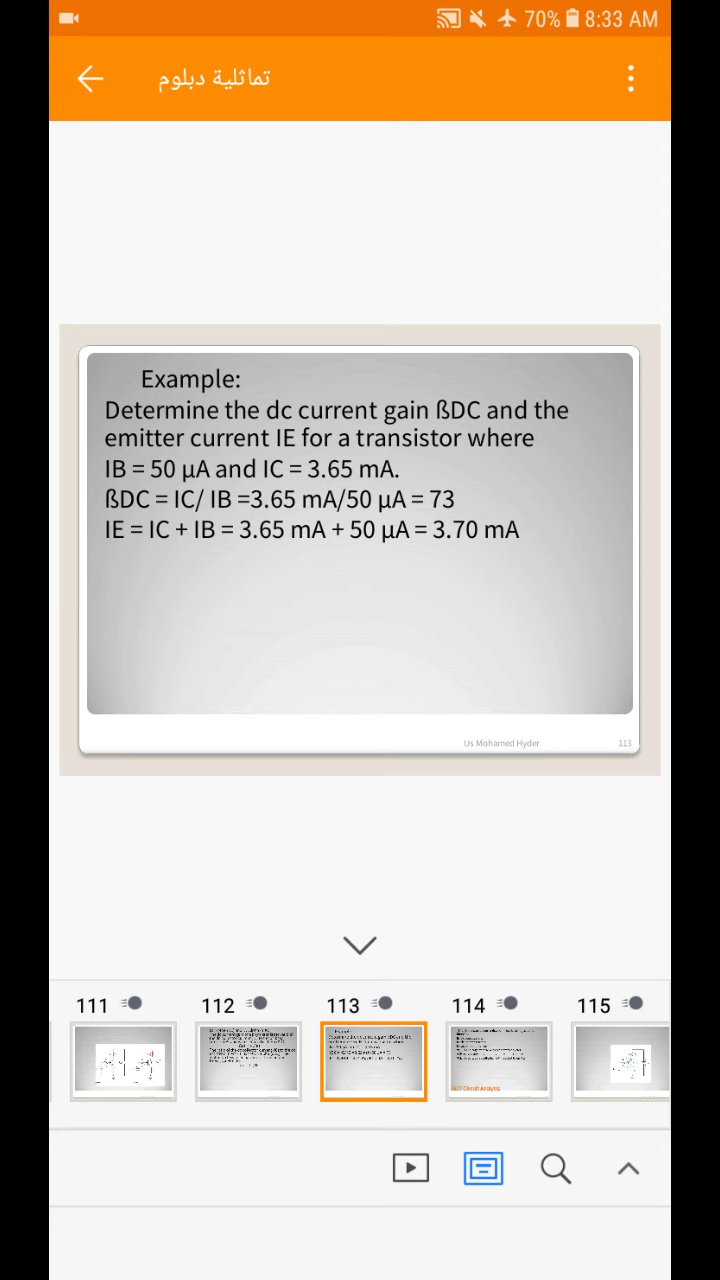 70% 8:33 AM
تماثلية دبلوم
Example:
Determine the dc current gain ßDC and the
emitter current IE for a transistor where
IB = 50 µA and IC = 3.65 mA.
ßDC = IC/ IB =3.65 mA/50 µA = 73
IE = IC + IB = 3.65 mA + 50 µA = 3.70 mA
Us Mohamed Hyder 113
111 112 113 114 115
BJT Circuit Analysis